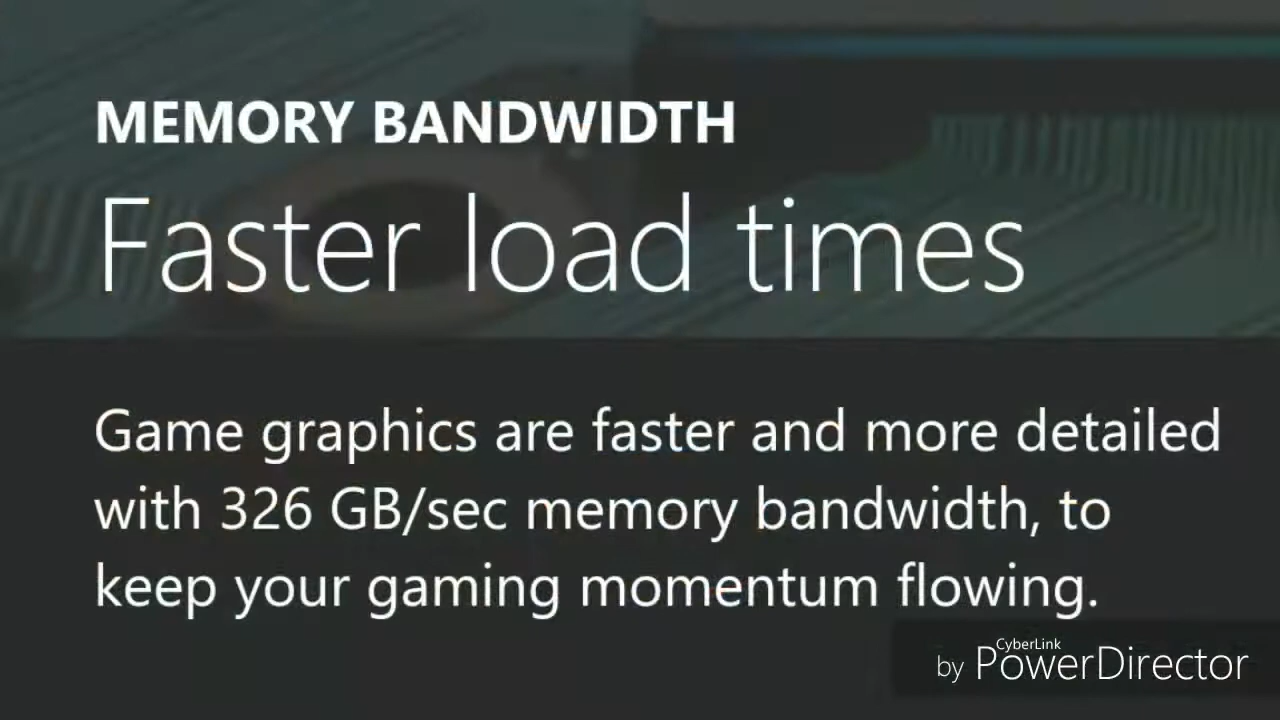 MEMORY BANDWIDTH
Faster load times
Game graphics are faster and more detailed
with 326 GB/sec memory bandwidth, to
keep your gaming momentum flowing.
CyberLink
by PowerDirector